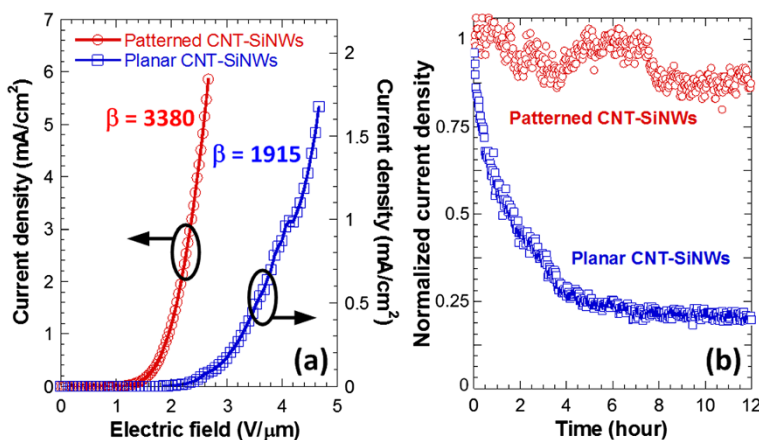 Patterned CNT-SiNWs
Planar CNT-SiNWs
β = 3380
β = 1915
7
6
5
4
3
2
1
0
Current density (mA/cm²)
0
1
2
3
4
5
Electric field (V/μm)
2
1.5
1
0.5
0
Current density (mA/cm²)
(a)
1
0.75
0.5
0.25
0
Normalized current density
Patterned CNT-SiNWs
Planar CNT-SiNWs
(b)
0
2
4
6
8
10
12
Time (hour)